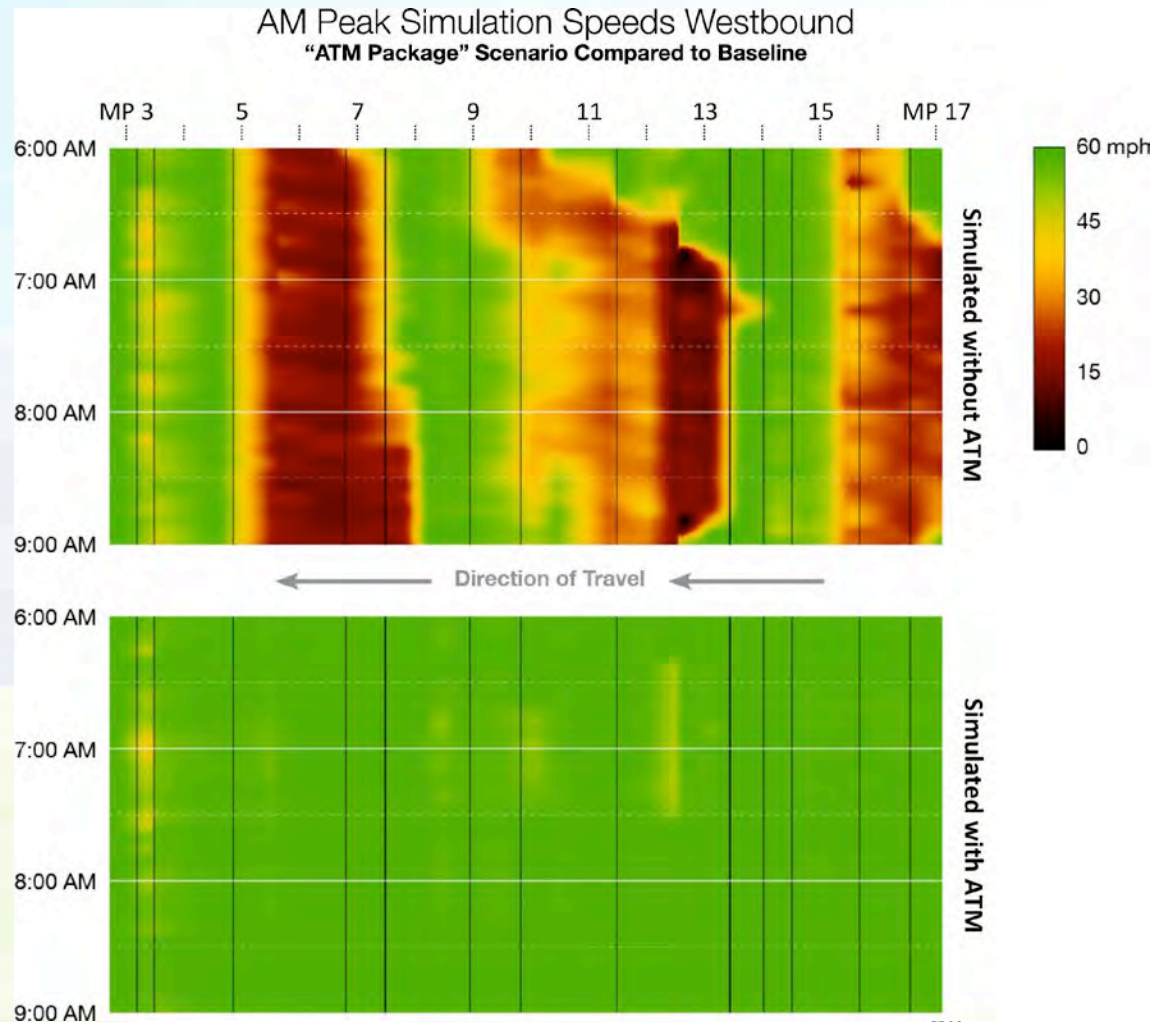 AM Peak Simulation Speeds Westbound
“ATM Package” Scenario Compared to Baseline
MP 3 5 7 9 11 13 15 MP 17
6:00 AM
7:00 AM
8:00 AM
9:00 AM
60 mph
45
30
15
0
Simulated without ATM
Direction of Travel
6:00 AM
7:00 AM
8:00 AM
9:00 AM
Simulated with ATM